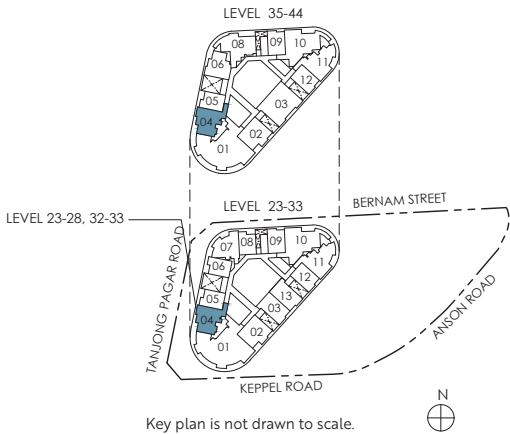 LEVEL 35-44
08
09
10
06
11
12
05
03
04
02
01
LEVEL 23-33
BERNAM STREET
LEVEL 23-28, 32-33
TANJONG PAGAR ROAD
07
08
09
10
06
11
12
05
13
03
04
02
01
ANSON ROAD
KEPPEL ROAD
N
Key plan is not drawn to scale.